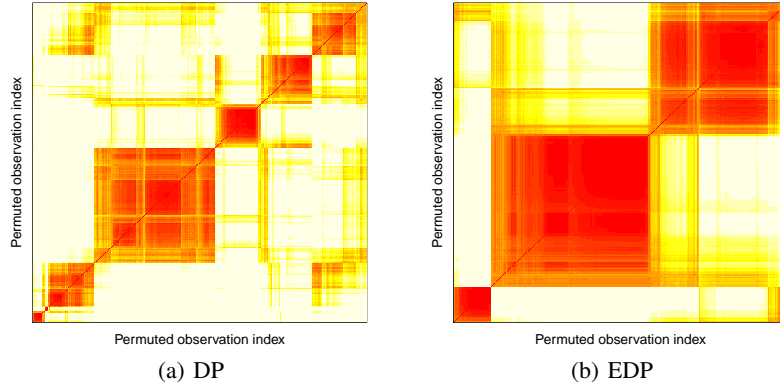 Permuted observation index
Permuted observation index
Permuted observation index
Permuted observation index
(a) DP
(b) EDP